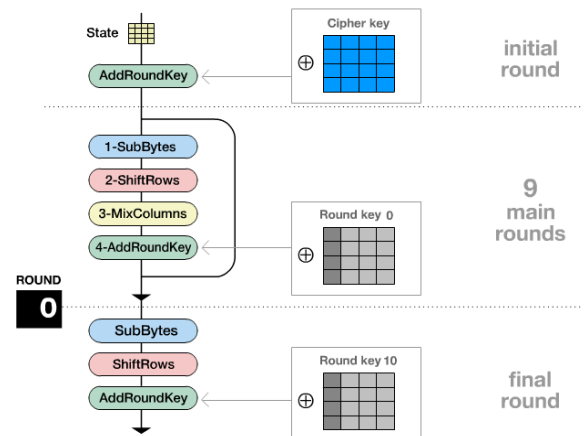 State
Cipher key
⊕
initial
round
AddRoundKey
1-SubBytes
2-ShiftRows
3-MixColumns
4-AddRoundKey
Round key 0
⊕
9
main
rounds
ROUND
0
SubBytes
ShiftRows
AddRoundKey
Round key 10
⊕
final
round